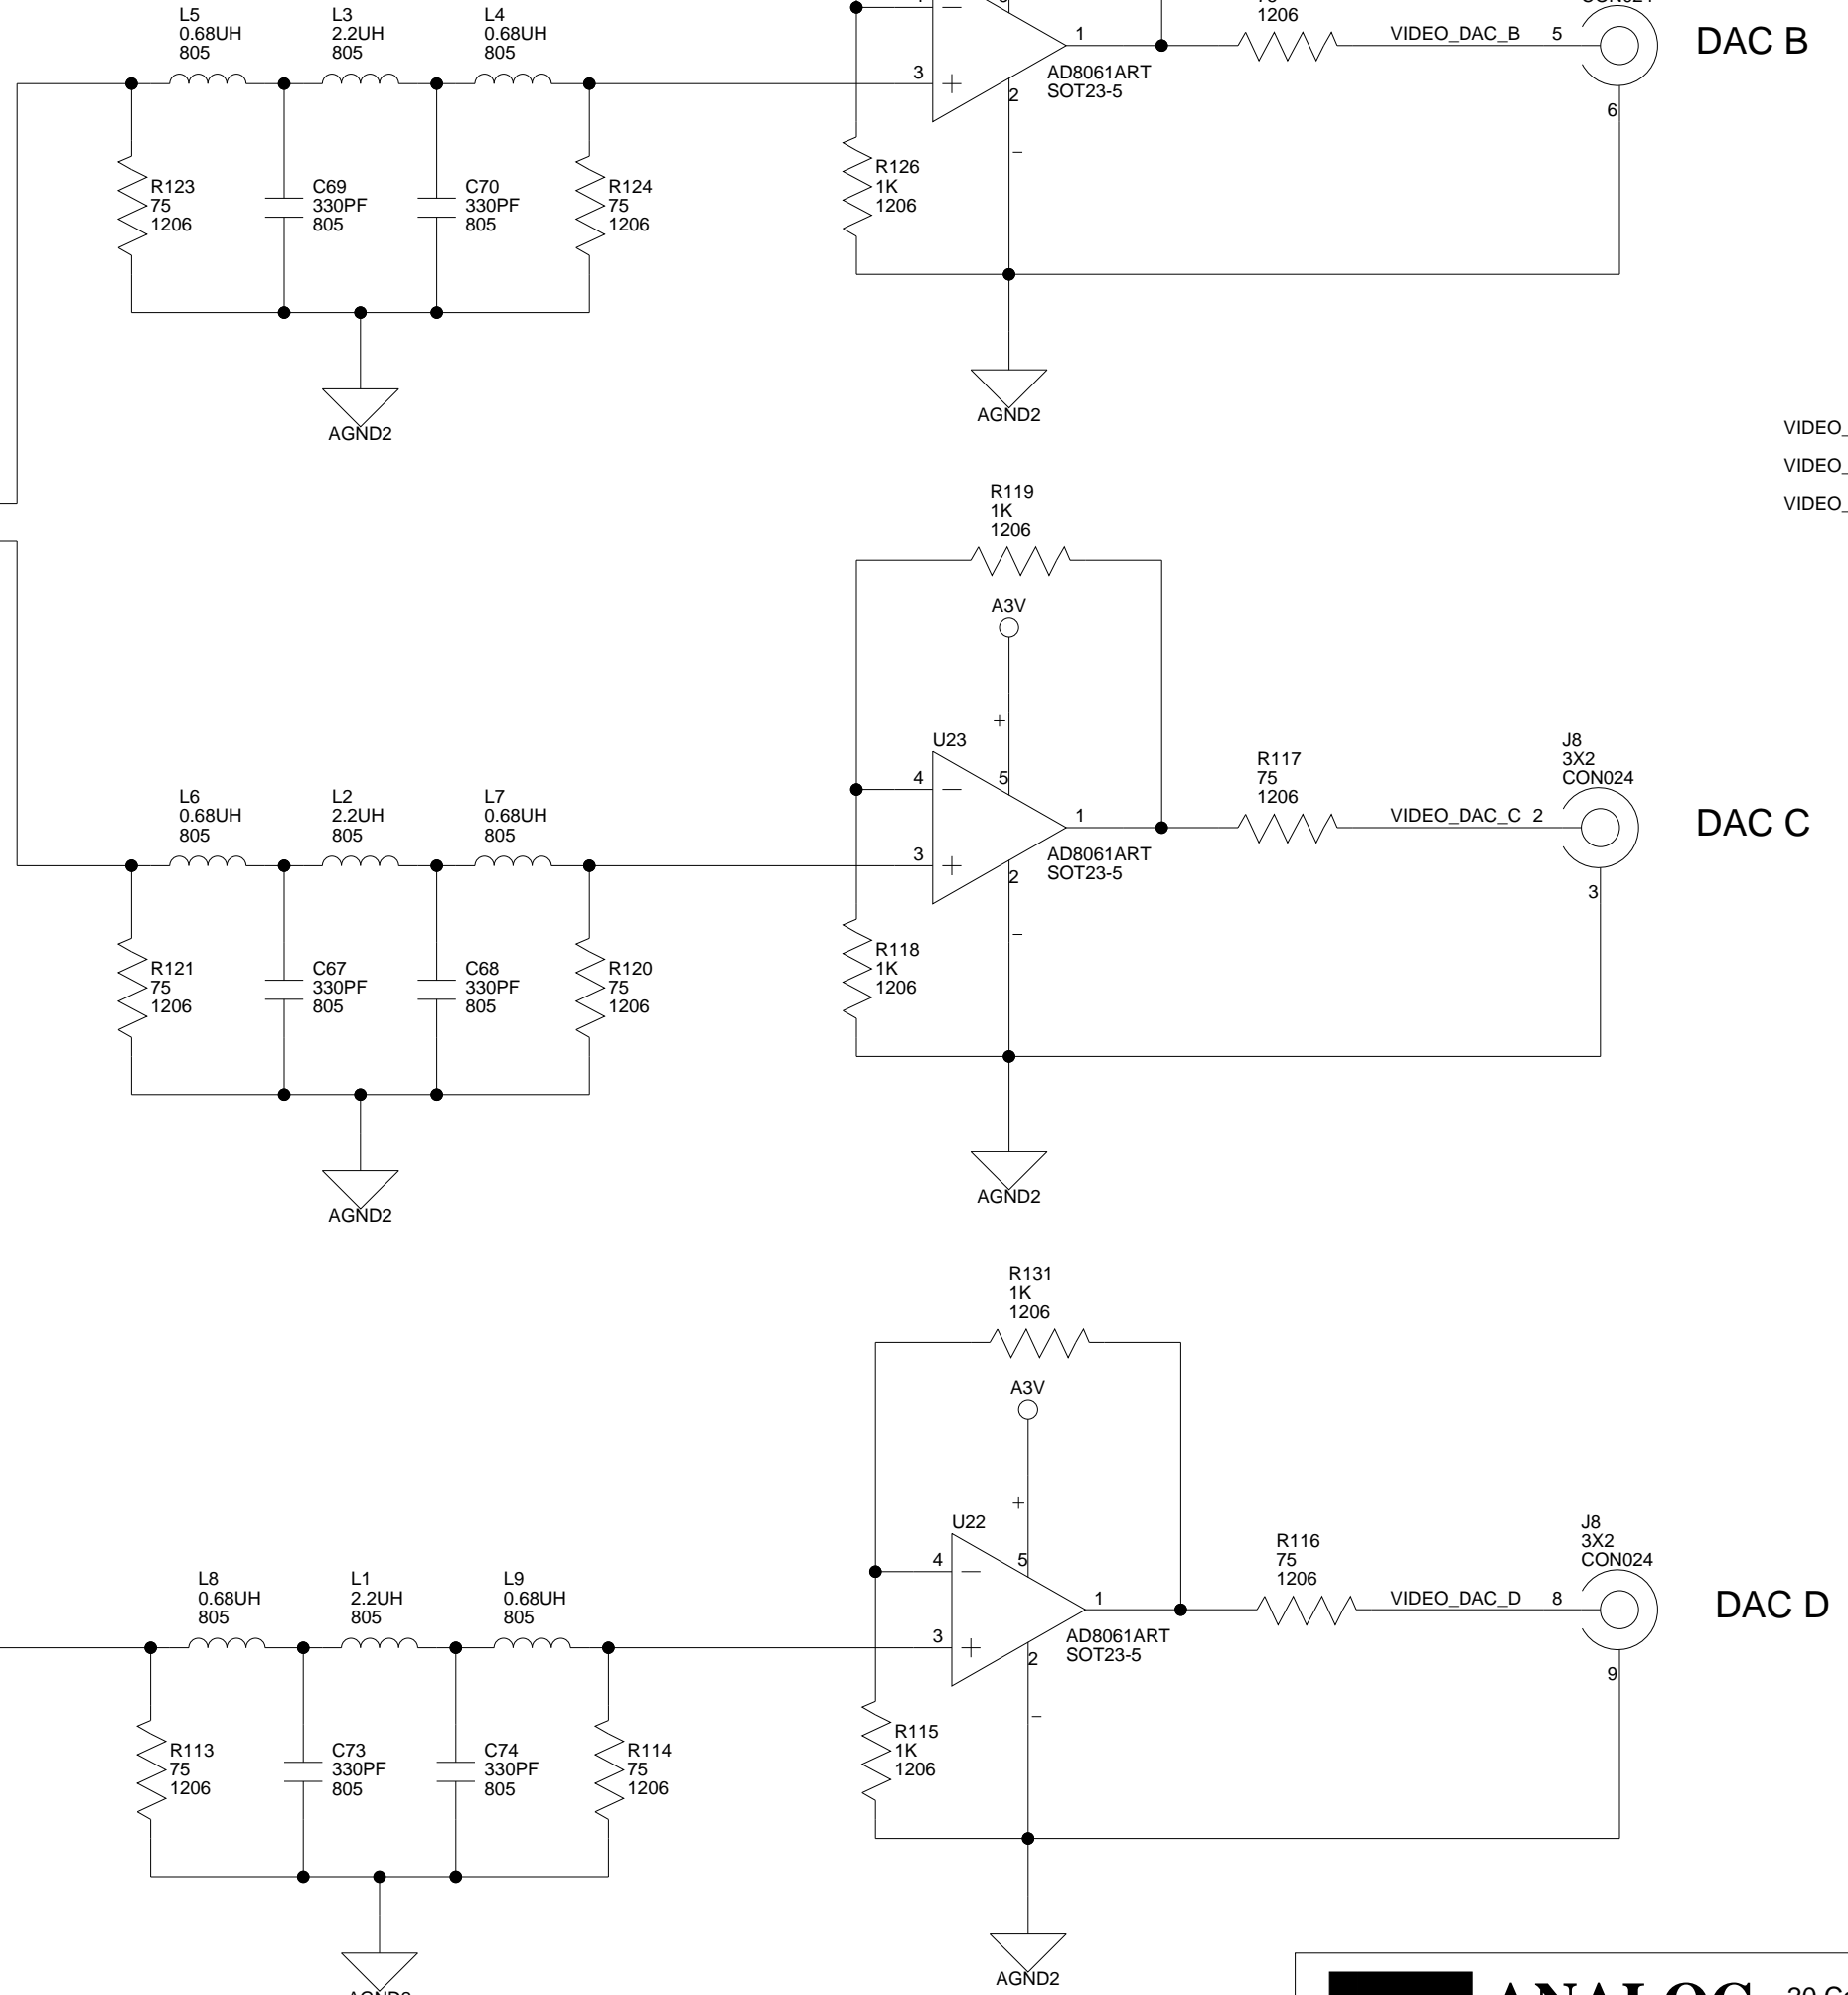 L5
0.68UH
805
L3
2.2UH
805
L4
0.68UH
805
1206
1
VIDEO_DAC_B
5
DAC B
3
AD8061ART
SOT23-5
2
6
R123
75
1206
C69
330PF
805
C70
330PF
805
R124
75
1206
R126
1K
1206
AGND2
AGND2
VIDEO_
VIDEO_
VIDEO_
R119
1K
1206
A3V
+
U23
4
5
1
R117
75
1206
VIDEO_DAC_C 2
J8
3X2
CON024
DAC C
L6
0.68UH
805
L2
2.2UH
805
L7
0.68UH
805
3
AD8061ART
SOT23-5
2
3
R121
75
1206
C67
330PF
805
C68
330PF
805
R120
75
1206
R118
1K
1206
AGND2
AGND2
R131
1K
1206
A3V
+
U22
4
5
1
R116
75
1206
VIDEO_DAC_D
8
J8
3X2
CON024
DAC D
L8
0.68UH
805
L1
2.2UH
805
L9
0.68UH
805
3
AD8061ART
SOT23-5
2
9
R113
75
1206
C73
330PF
805
C74
330PF
805
R114
75
1206
R115
1K
1206
AGND2
ANALOG
20